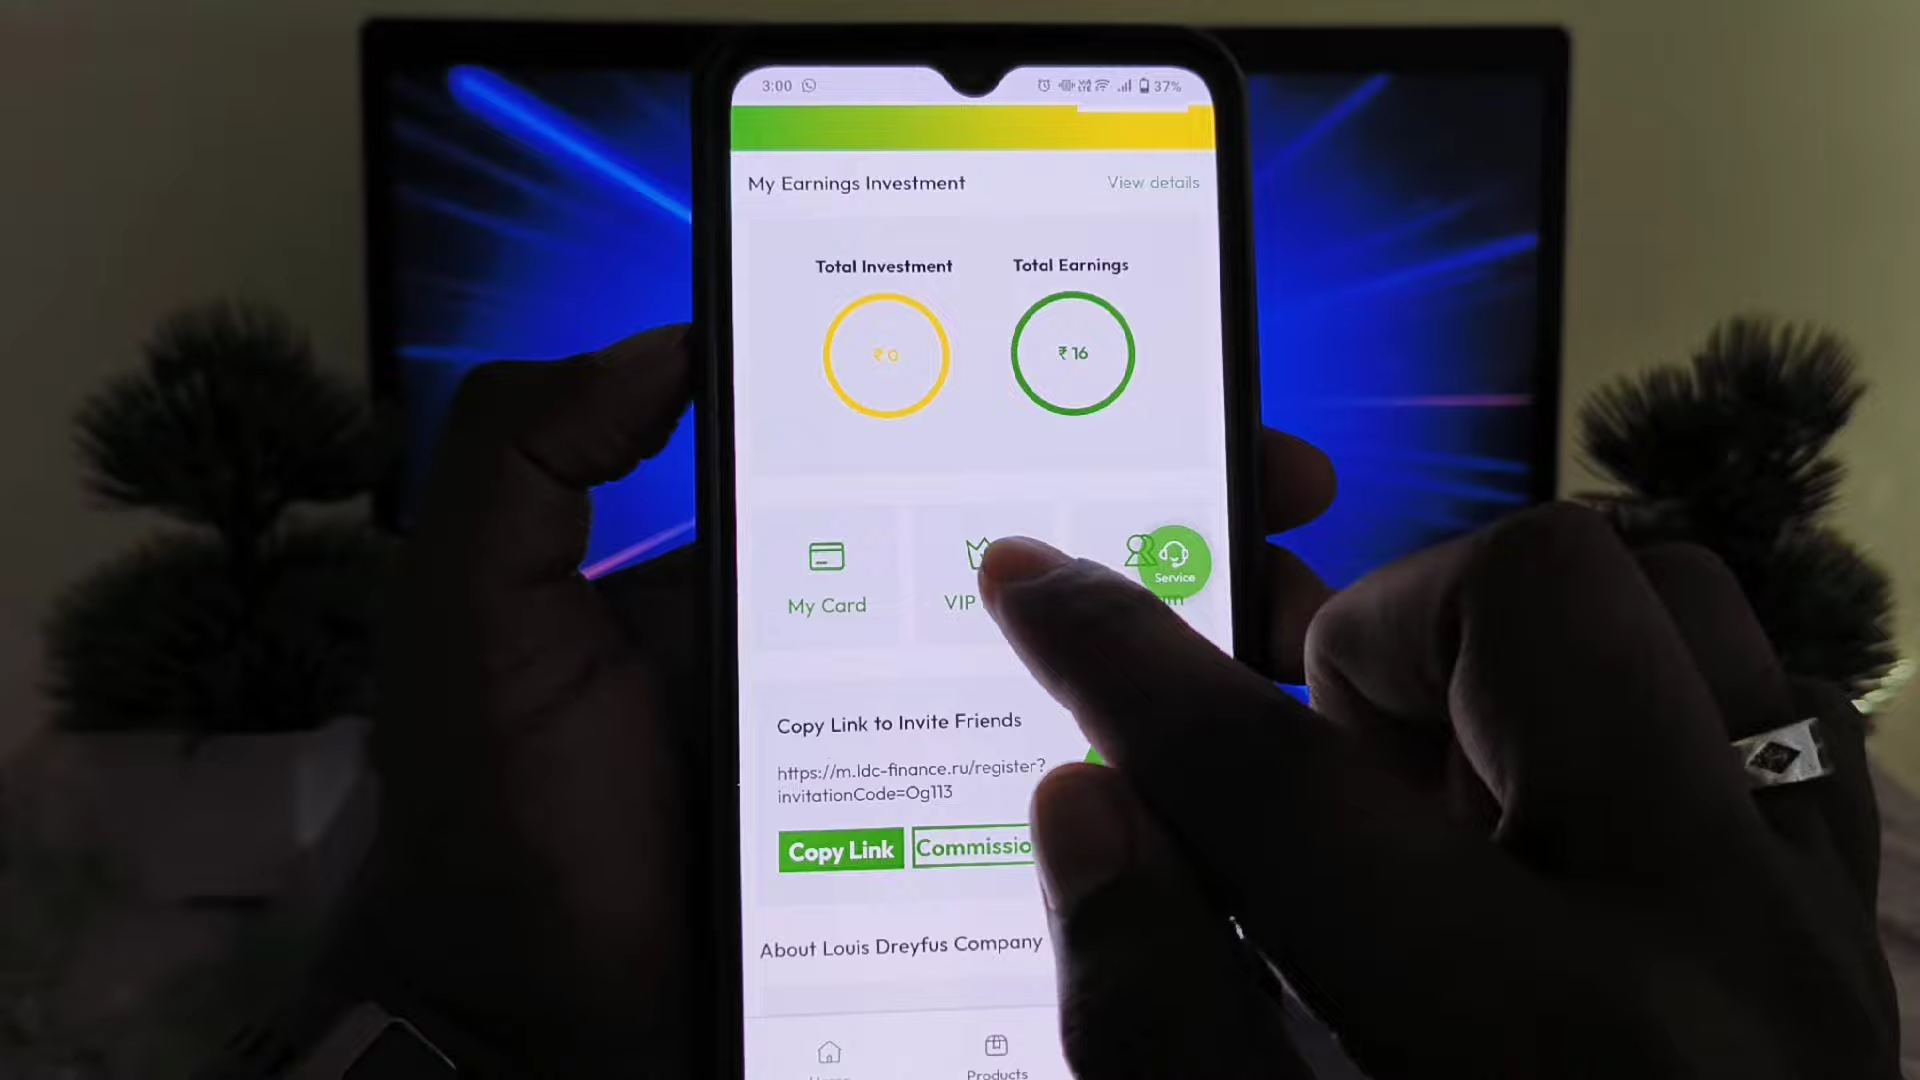 3:00
37%
My Earnings Investment
View details
Total Investment
Total Earnings
₹ 0
₹ 16
My Card
VIP
Service
Copy Link to Invite Friends
https://m.ldc-finance.ru/register?
invitationCode=Og113
Copy Link
Commissio
About Louis Dreyfus Company
Products